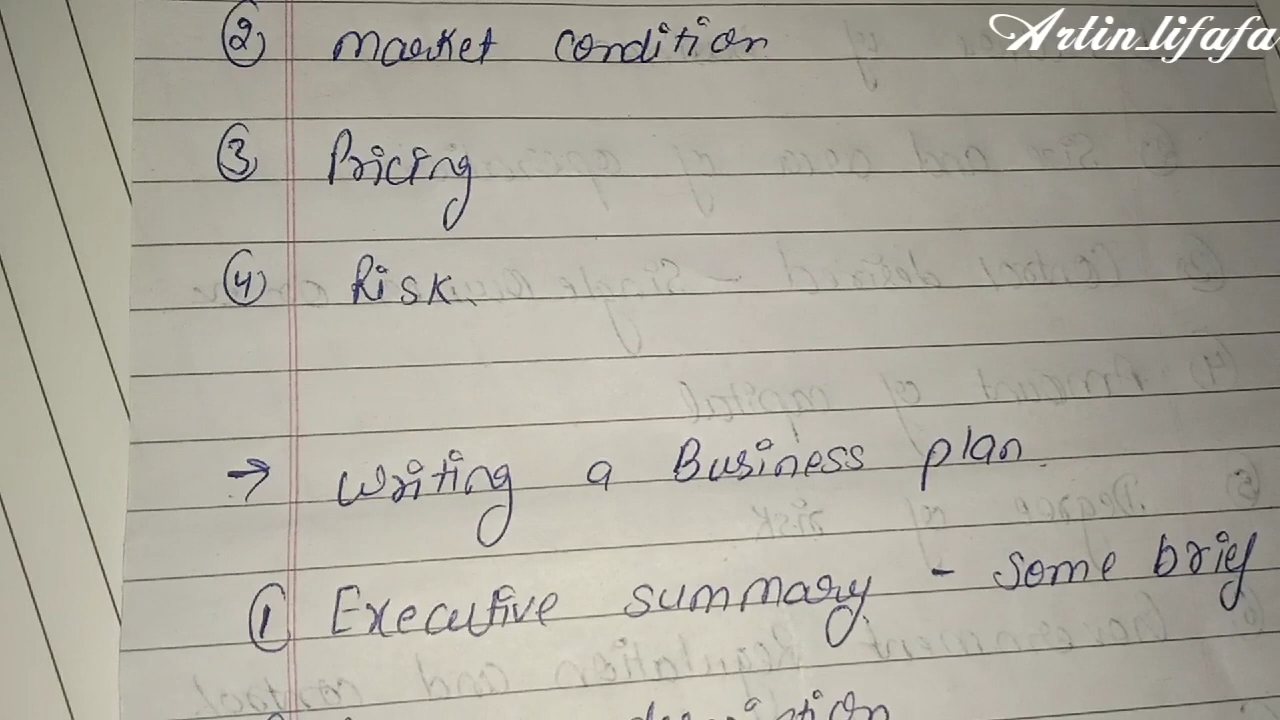 Artin_lifafa
② market condition
③ Pricing
④ Risk
→ writing a Business plan
① Executive summary - some brief